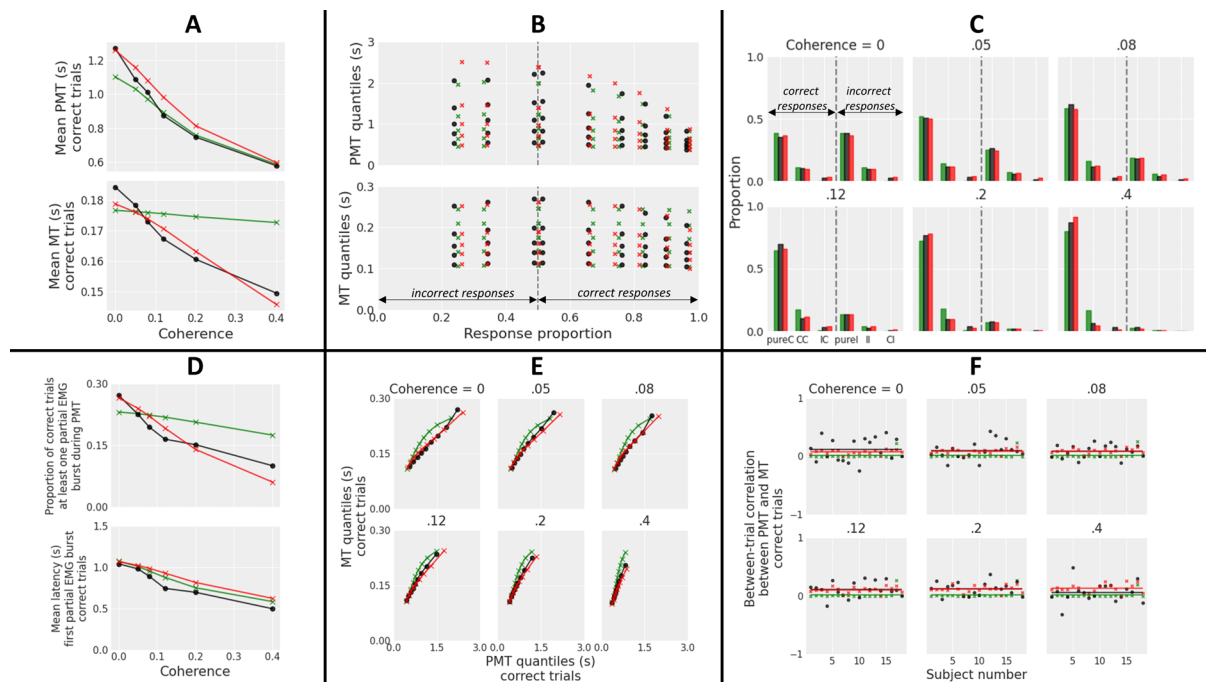 A
Mean PMT (s)
correct trials
1.2
1.0
0.8
0.6
Mean MT (s)
correct trials
0.18
0.17
0.16
0.15
0.0 0.1 0.2 0.3 0.4
Coherence
B
PMT quantiles (s)
3
2
1
0
MT quantiles (s)
0.3
0.2
0.1
0.0
incorrect responses
correct responses
0.0 0.2 0.4 0.6 0.8 1.0
Response proportion
C
Coherence = 0 .05 .08
Proportion
1.0
0.5
0.0
correct
responses
incorrect
responses
.12 .2 .4
1.0
0.5
0.0
pureC CC IC pureI II CI
D
Proportion of correct trials
at least one partial EMG
burst during PMT
0.30
0.15
0.00
Mean latency (s)
first partial EMG burst
correct trials
1.5
1.0
0.5
0.0
0.0 0.1 0.2 0.3 0.4
Coherence
E
Coherence = 0 .05 .08
MT quantiles (s)
correct trials
0.30
0.15
0.00
.12 .2 .4
0.30
0.15
0.00
0.0 1.5 3.0 0.0 1.5 3.0 0.0 1.5 3.0
PMT quantiles (s)
correct trials
F
Coherence = 0 .05 .08
Between-trial correlation
between PMT and MT
correct trials
1
0
−1
.12 .2 .4
1
0
−1
5 10 15 5 10 15 5 10 15
Subject number